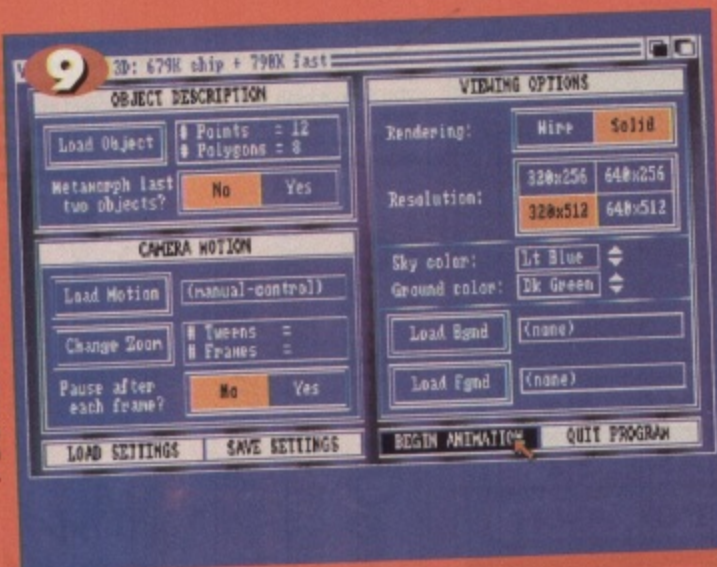 9
3D: 679K chip + 798K fast
OBJECT DESCRIPTION
Load Object
# Points = 12
# Polygons = 8
Metamorph last
two objects?
No
Yes
CAMERA MOTION
Load Motion
(manual-control)
Change Zoom
# Tweens =
# Frames =
Pause after
each frame?
No
Yes
LOAD SETTINGS
SAVE SETTINGS
VIEWING OPTIONS
Rendering:
Wire
Solid
Resolution:
320x256
640x256
320x512
640x512
Sky color:
Lt Blue
Ground color:
Dk Green
Load Bgnd
(none)
Load Fgnd
(none)
BEGIN ANIMATION
QUIT PROGRAM